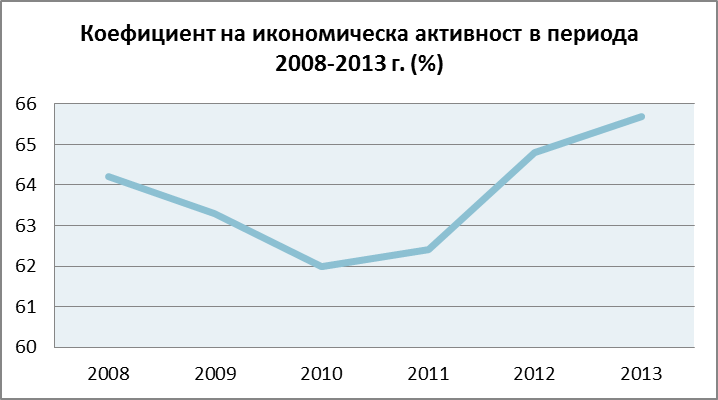 Коефициент на икономическа активност в периода
2008-2013 г. (%)
66
65
64
63
62
61
60
2008 2009 2010 2011 2012 2013